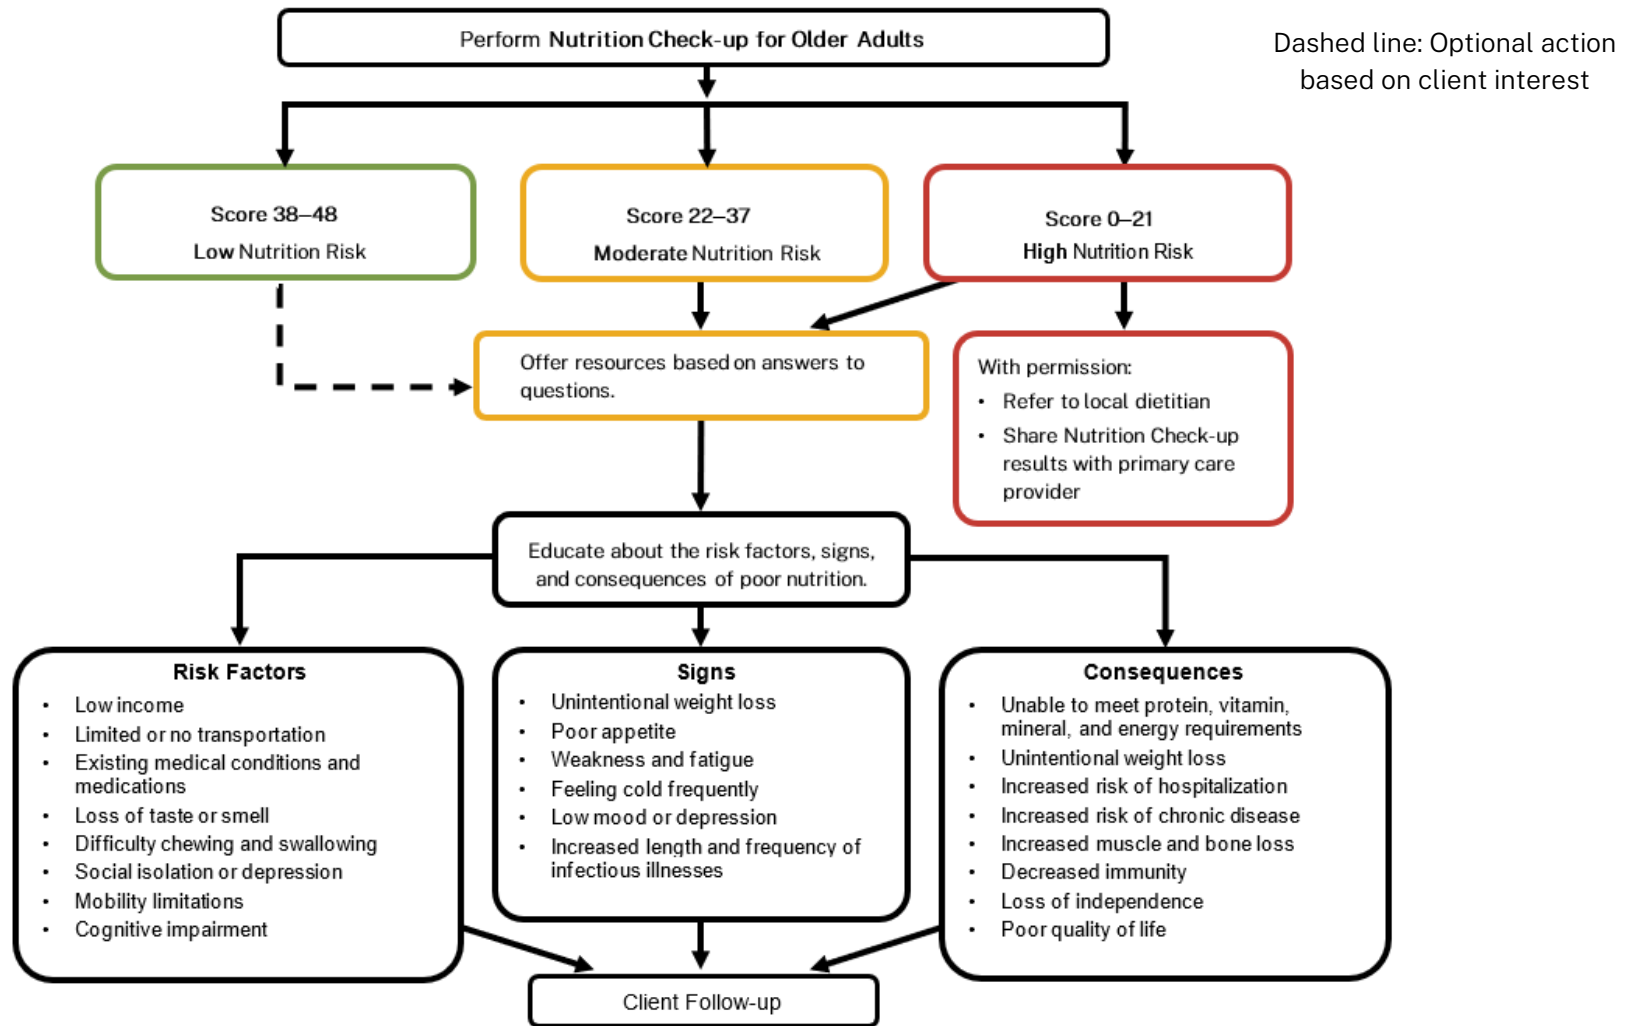 Perform Nutrition Check-up for Older Adults
Dashed line: Optional action
based on client interest
Score 38–48
Low Nutrition Risk
Score 22–37
Moderate Nutrition Risk
Score 0–21
High Nutrition Risk
Offer resources based on answers to
questions.
With permission:
• Refer to local dietitian
• Share Nutrition Check-up
results with primary care
provider
Educate about the risk factors, signs,
and consequences of poor nutrition.
Risk Factors
• Low income
• Limited or no transportation
• Existing medical conditions and
medications
• Loss of taste or smell
• Difficulty chewing and swallowing
• Social isolation or depression
• Mobility limitations
• Cognitive impairment
Signs
• Unintentional weight loss
• Poor appetite
• Weakness and fatigue
• Feeling cold frequently
• Low mood or depression
• Increased length and frequency of
infectious illnesses
Consequences
• Unable to meet protein, vitamin,
mineral, and energy requirements
• Unintentional weight loss
• Increased risk of hospitalization
• Increased risk of chronic disease
• Increased muscle and bone loss
• Decreased immunity
• Loss of independence
• Poor quality of life
Client Follow-up